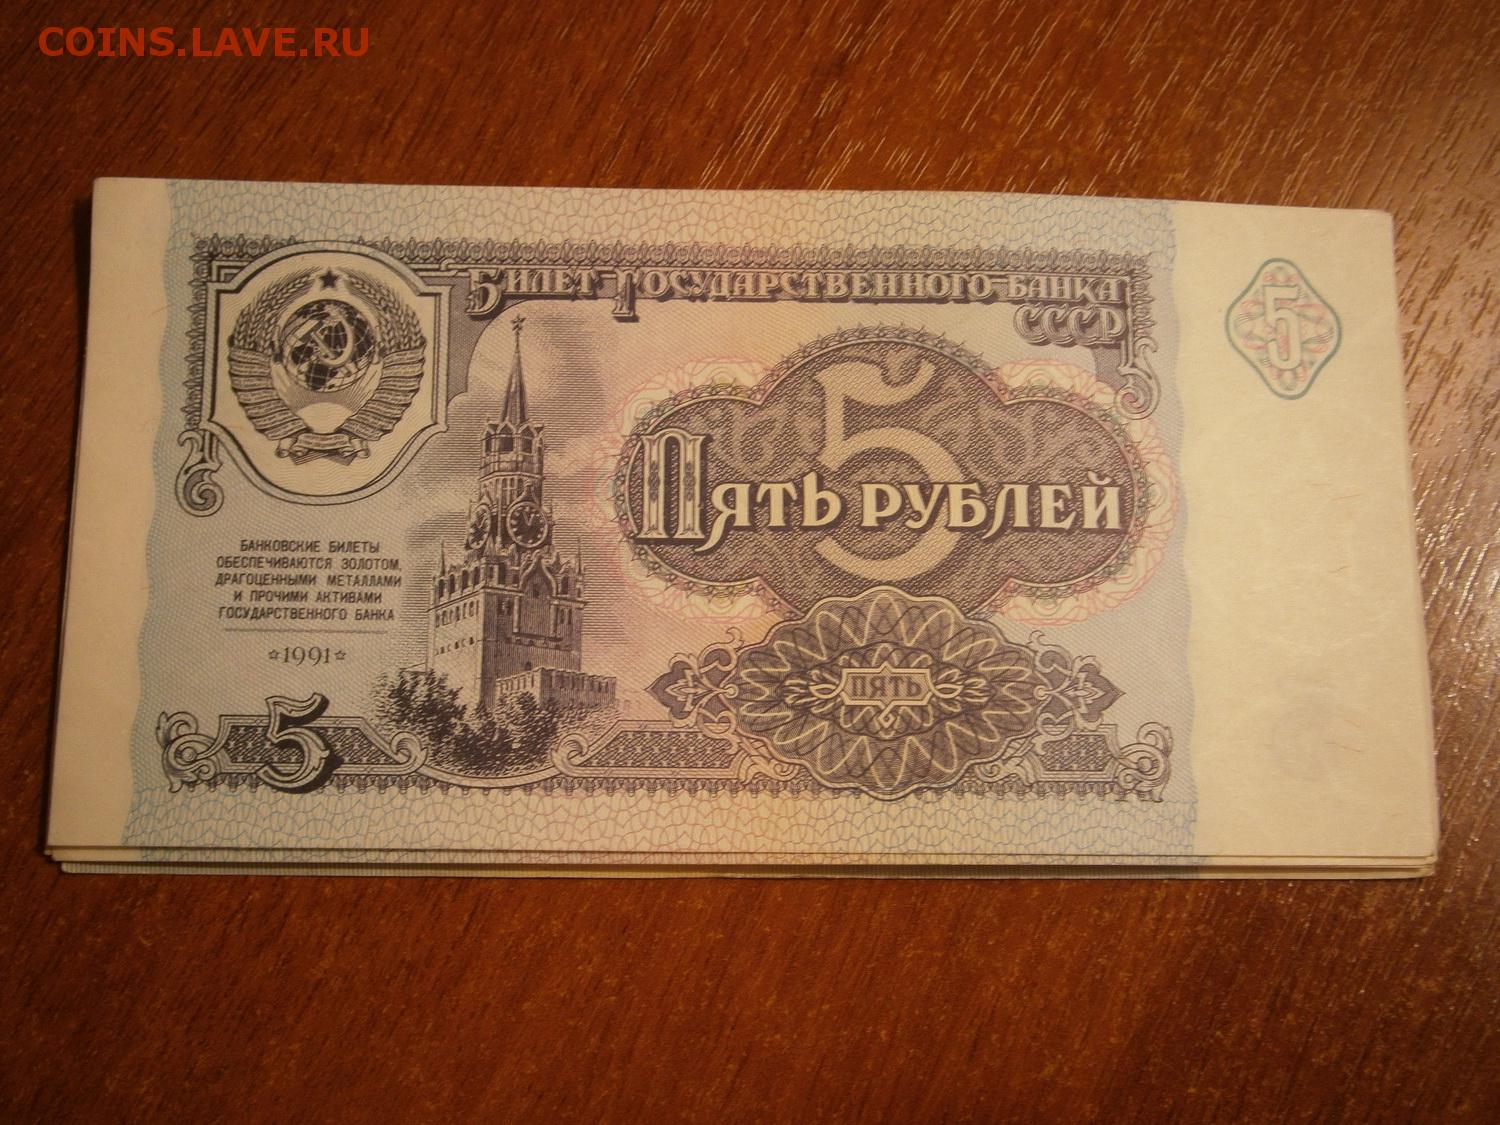 COINS.LAVE.RU
БИЛЕТ ГОСУДАРСТВЕННОГО БАНКА
СССР
5
5
ПЯТЬ РУБЛЕЙ
БАНКОВСКИЕ БИЛЕТЫ
ОБЕСПЕЧИВАЮТСЯ ЗОЛОТОМ,
ДРАГОЦЕННЫМИ МЕТАЛЛАМИ
И ПРОЧИМИ АКТИВАМИ
ГОСУДАРСТВЕННОГО БАНКА
☆1991☆
ПЯТЬ
5